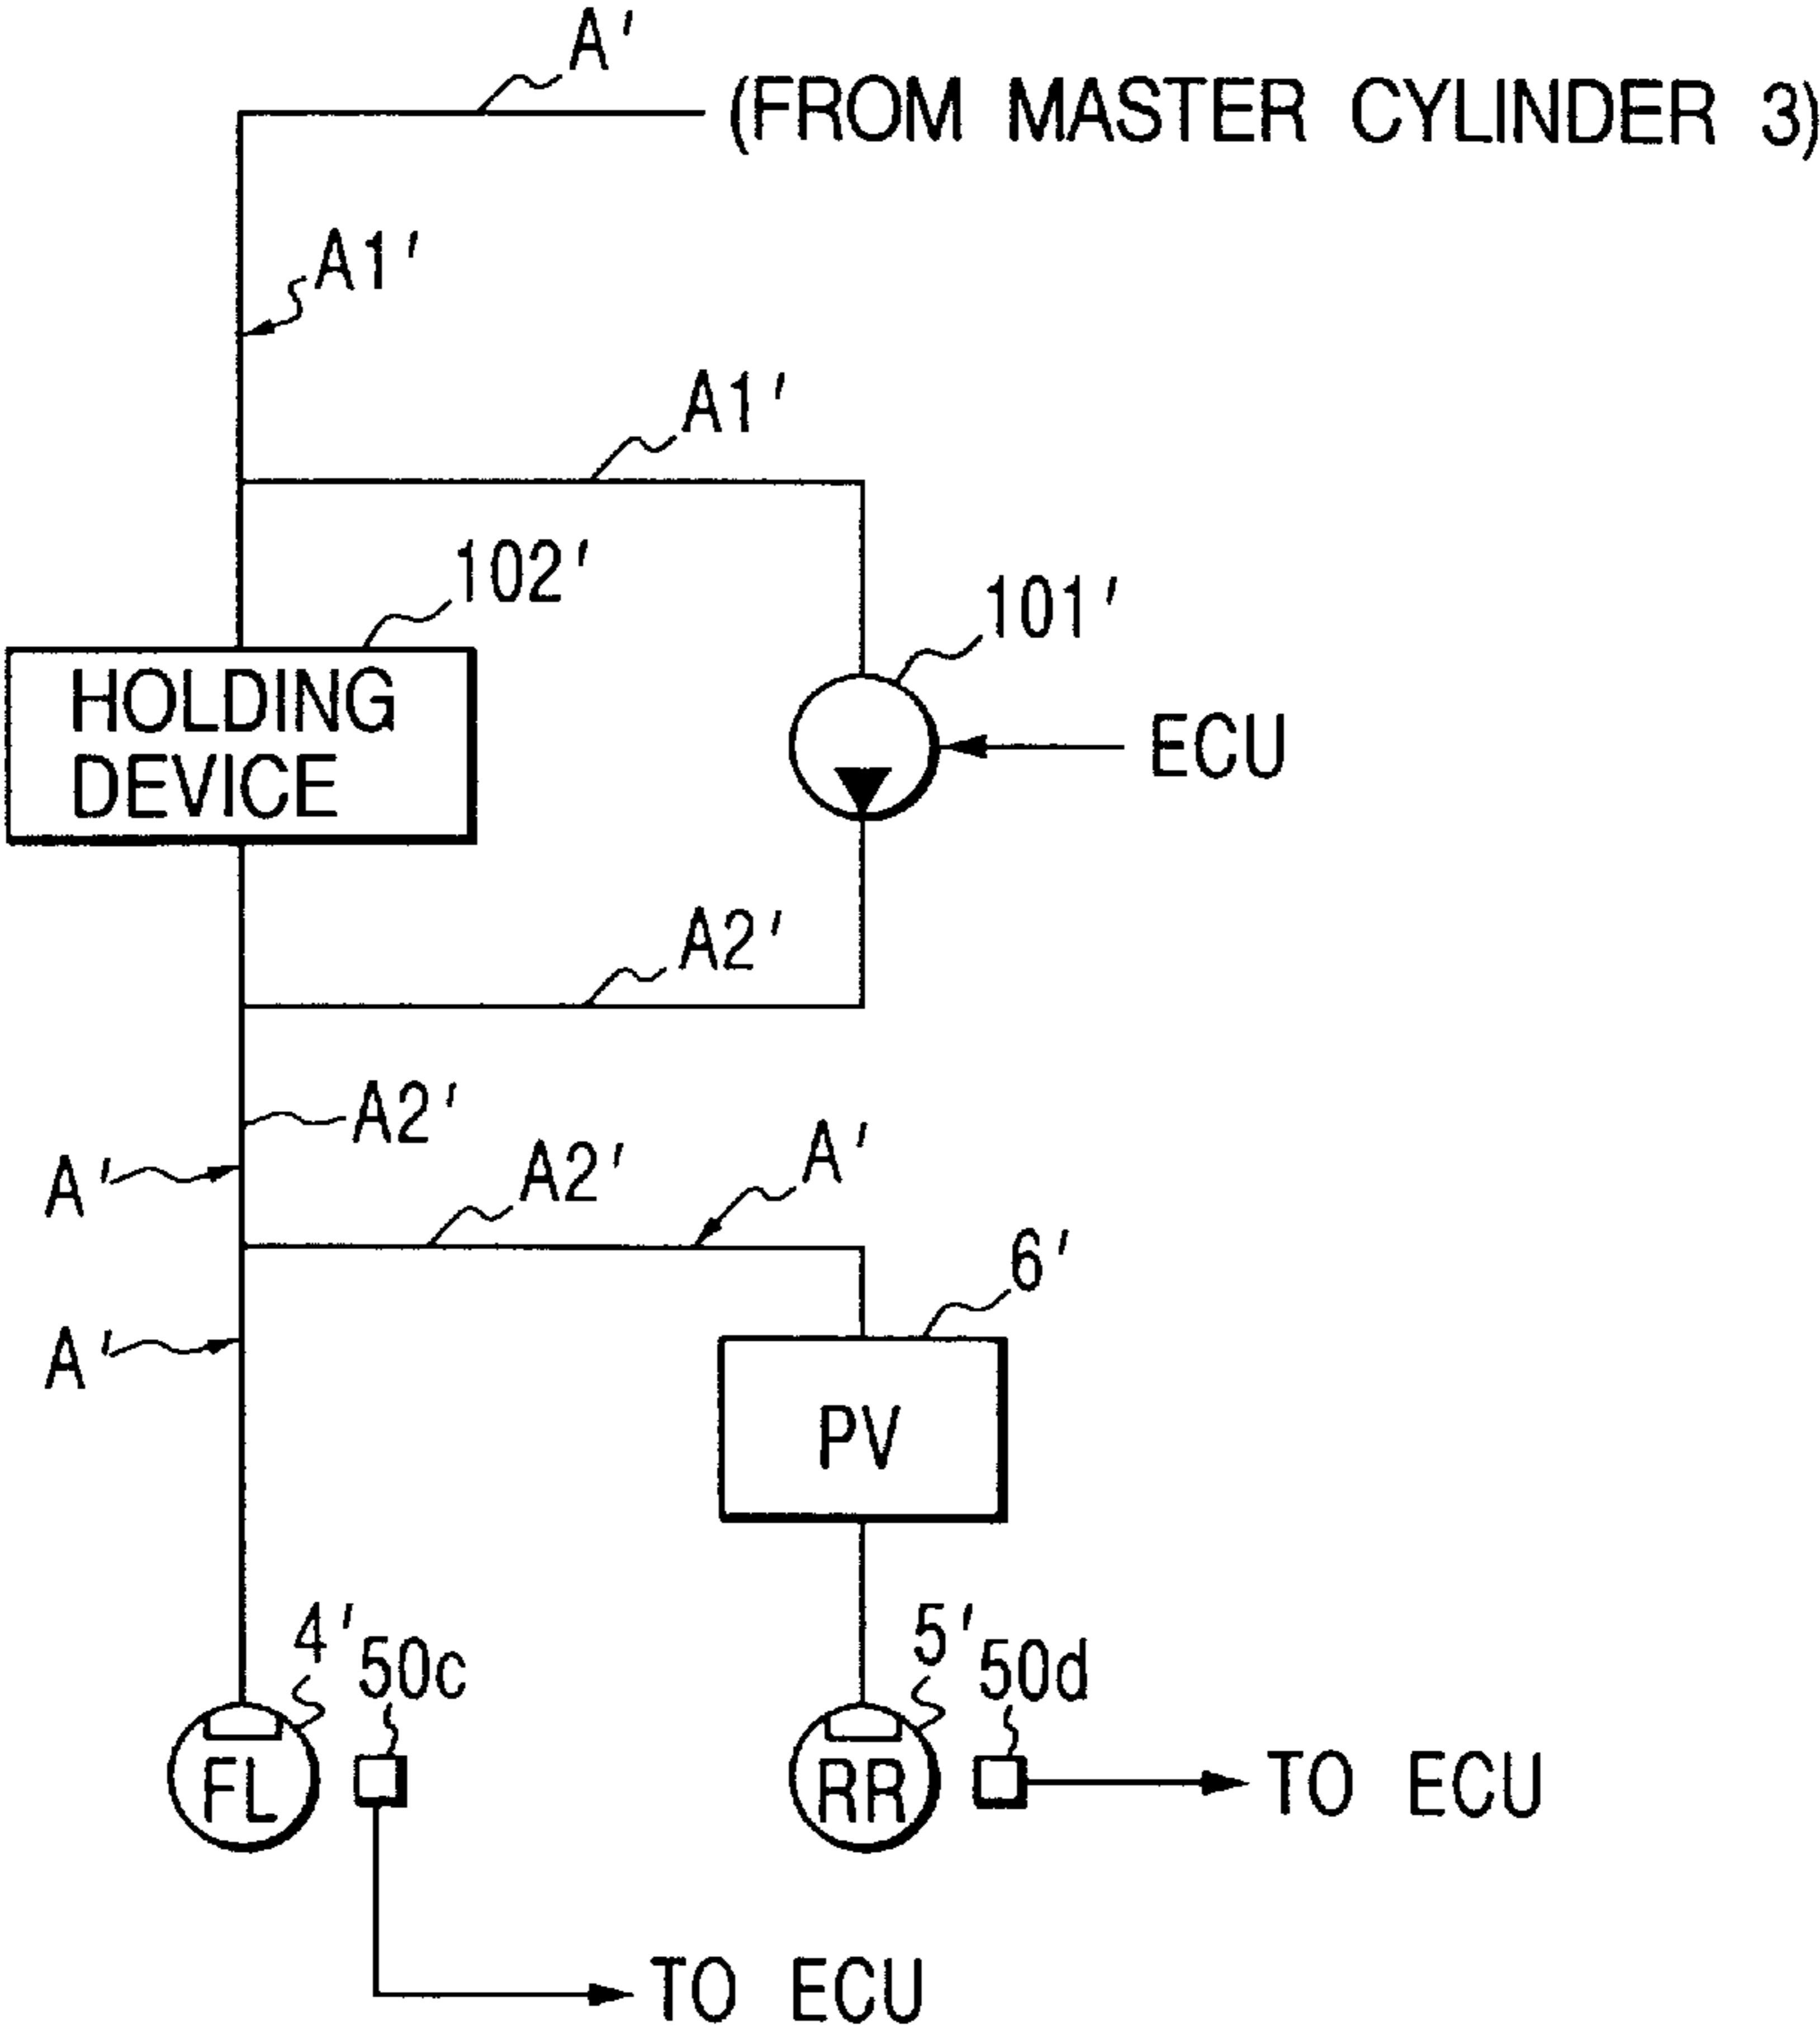 A'
(FROM MASTER CYLINDER 3)
A1'
A1'
102'
101'
HOLDING
DEVICE
ECU
A2'
A2'
A'
A2'
A'
6'
A'
PV
4'
50c
5'
50d
FL
RR
TO ECU
TO ECU